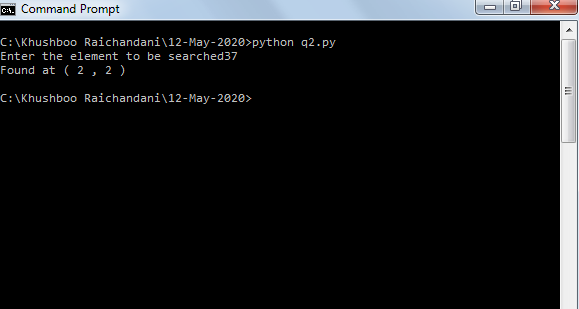 Command Prompt
C:\Khushboo Raichandani\12-May-2020>python q2.py
Enter the element to be searched37
Found at ( 2 , 2 )
C:\Khushboo Raichandani\12-May-2020>